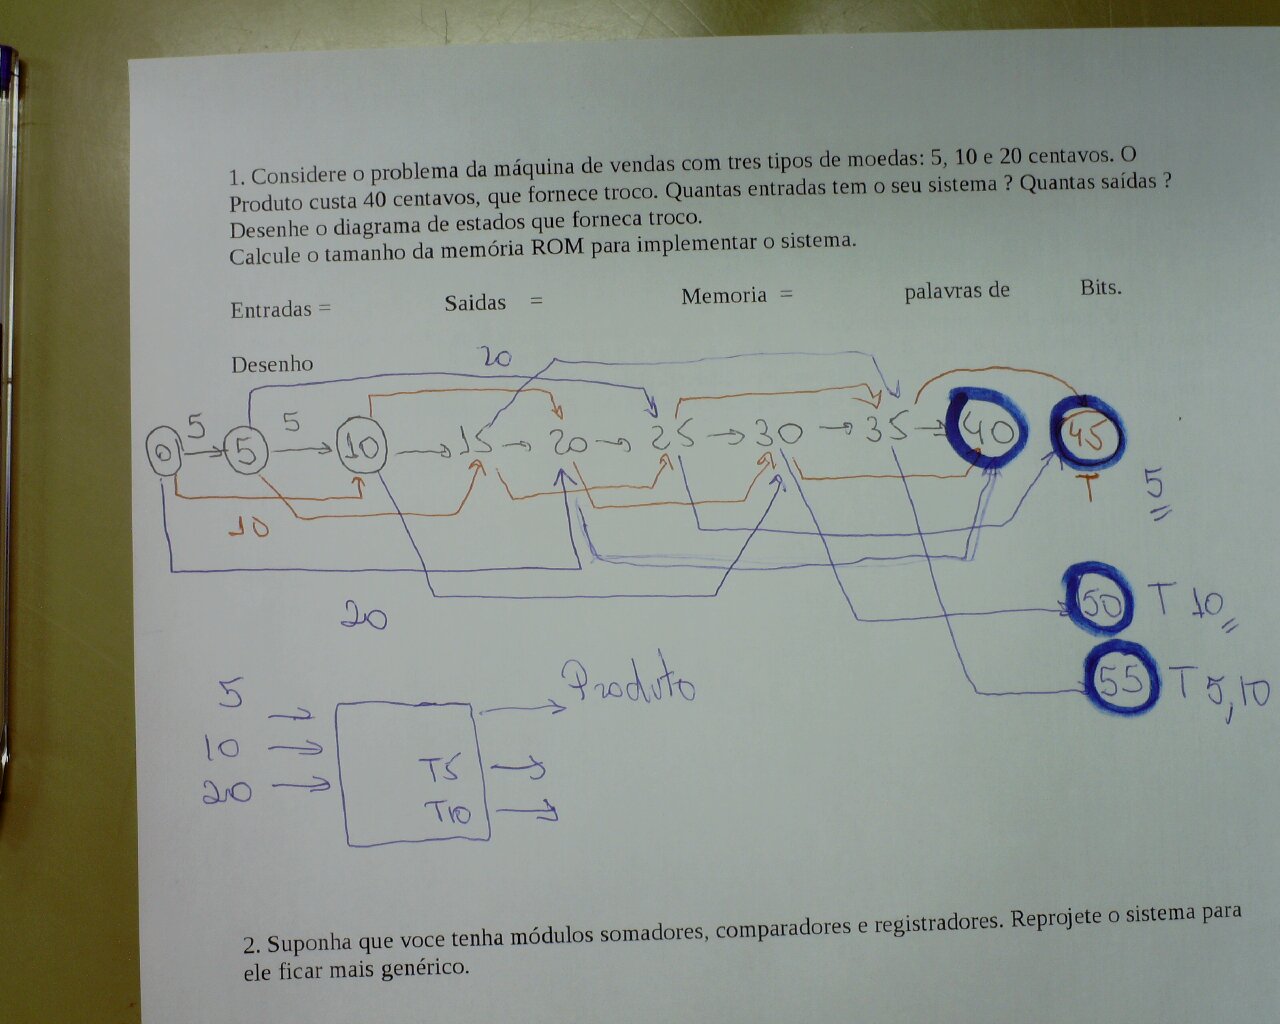 1. Considere o problema da máquina de vendas com tres tipos de moedas: 5, 10 e 20 centavos. O
Produto custa 40 centavos, que fornece troco. Quantas entradas tem o seu sistema ? Quantas saídas ?
Desenhe o diagrama de estados que forneca troco.
Calcule o tamanho da memória ROM para implementar o sistema.
Entradas = Saidas = Memoria = palavras de Bits.
Desenho
20
5 5
0 5 10 15 20 25 30 35 40 45
T 5
10
20
50 T 10
55 T 5,10
Produto
5
10
20
T5
T10
2. Suponha que voce tenha módulos somadores, comparadores e registradores. Reprojete o sistema para
ele ficar mais genérico.